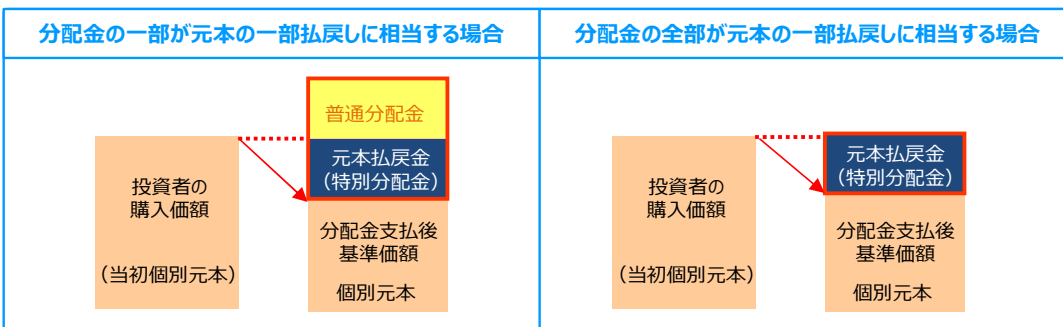 分配金の一部が元本の一部払戻しに相当する場合
普通分配金
元本払戻金
（特別分配金）
投資者の
購入価額
（当初個別元本）
分配金支払後
基準価額
個別元本
分配金の全部が元本の一部払戻しに相当する場合
元本払戻金
（特別分配金）
投資者の
購入価額
（当初個別元本）
分配金支払後
基準価額
個別元本